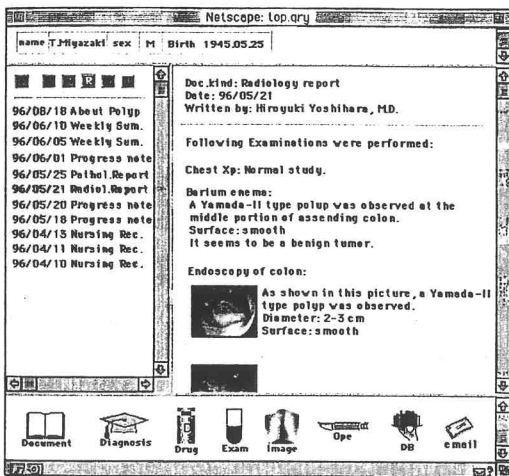 Netscape: top.qry
name T.Miyazaki sex M Birth 1945.05.25
R
96/08/18 About Polyp
96/06/10 Weekly Sum.
96/06/05 Weekly Sum.
96/06/01 Progress note
96/05/25 Pathol.Report
96/05/21 Radiol.Report
96/05/20 Progress note
96/05/18 Progress note
96/04/13 Nursing Rec.
96/04/11 Nursing Rec.
96/04/10 Nursing Rec.
Doc.kind: Radiology report
Date: 96/05/21
Written by: Hiroyuki Yoshihara, M.D.
Following Examinations were performed:
Chest Xp: Normal study.
Barium enema:
A Yamada-II type polup was observed at the
middle portion of assending colon.
Surface: smooth
It seems to be a benign tumor.
Endoscopy of colon:
As shown in this picture, a Yamada-II
type polyp was observed.
Diameter: 2-3 cm
Surface: smooth
Document Diagnosis Drug Exam Image Ope DB email